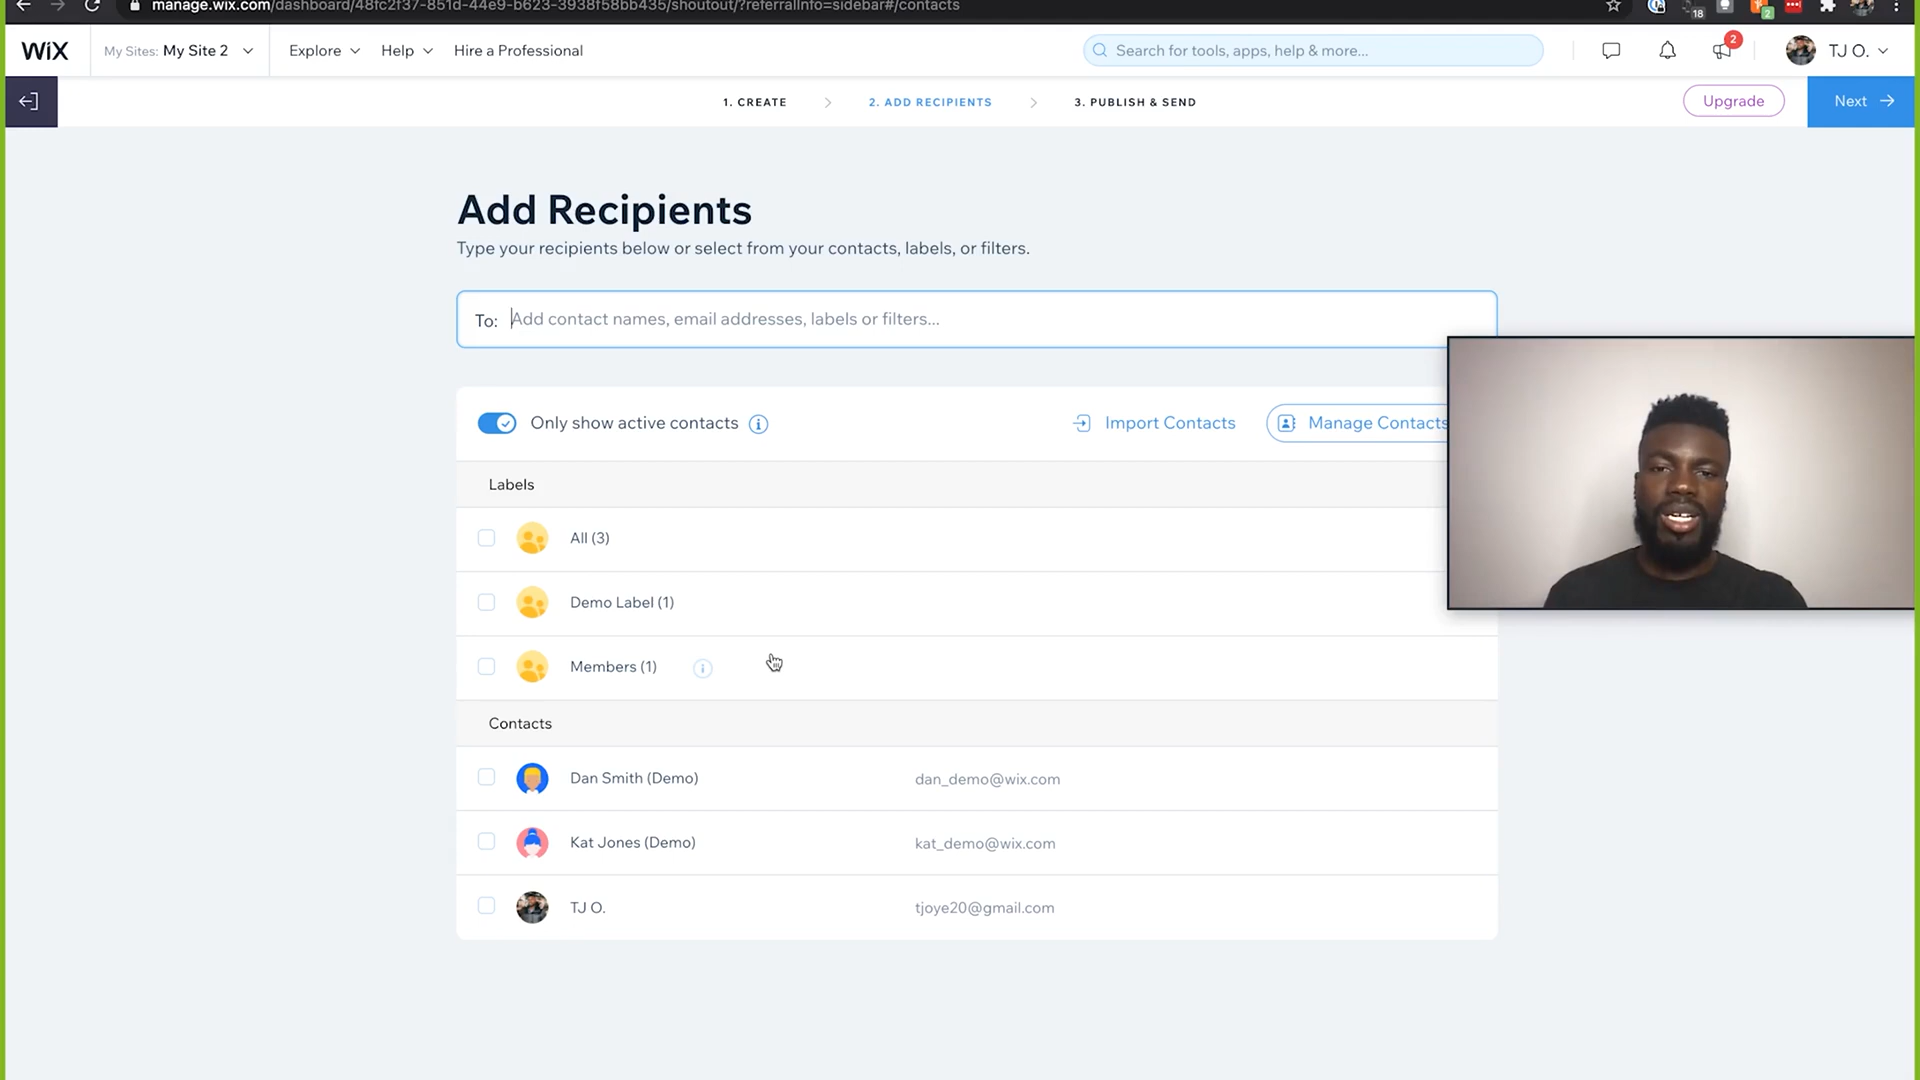 manage.wix.com/dashboard/48fc2f37-851d-44e9-b623-3938f58bb435/shoutout/?referralInfo=sidebar#/contacts
18
2
WiX
My Sites: My Site 2
Explore
Help
Hire a Professional
Search for tools, apps, help & more...
2
TJ O.
1. CREATE
2. ADD RECIPIENTS
3. PUBLISH & SEND
Upgrade
Next
Add Recipients
Type your recipients below or select from your contacts, labels, or filters.
To: Add contact names, email addresses, labels or filters...
Only show active contacts
Import Contacts
Manage Contacts
Labels
All (3)
Demo Label (1)
Members (1)
Contacts
Dan Smith (Demo) dan_demo@wix.com
Kat Jones (Demo) kat_demo@wix.com
TJ O. tjoye20@gmail.com